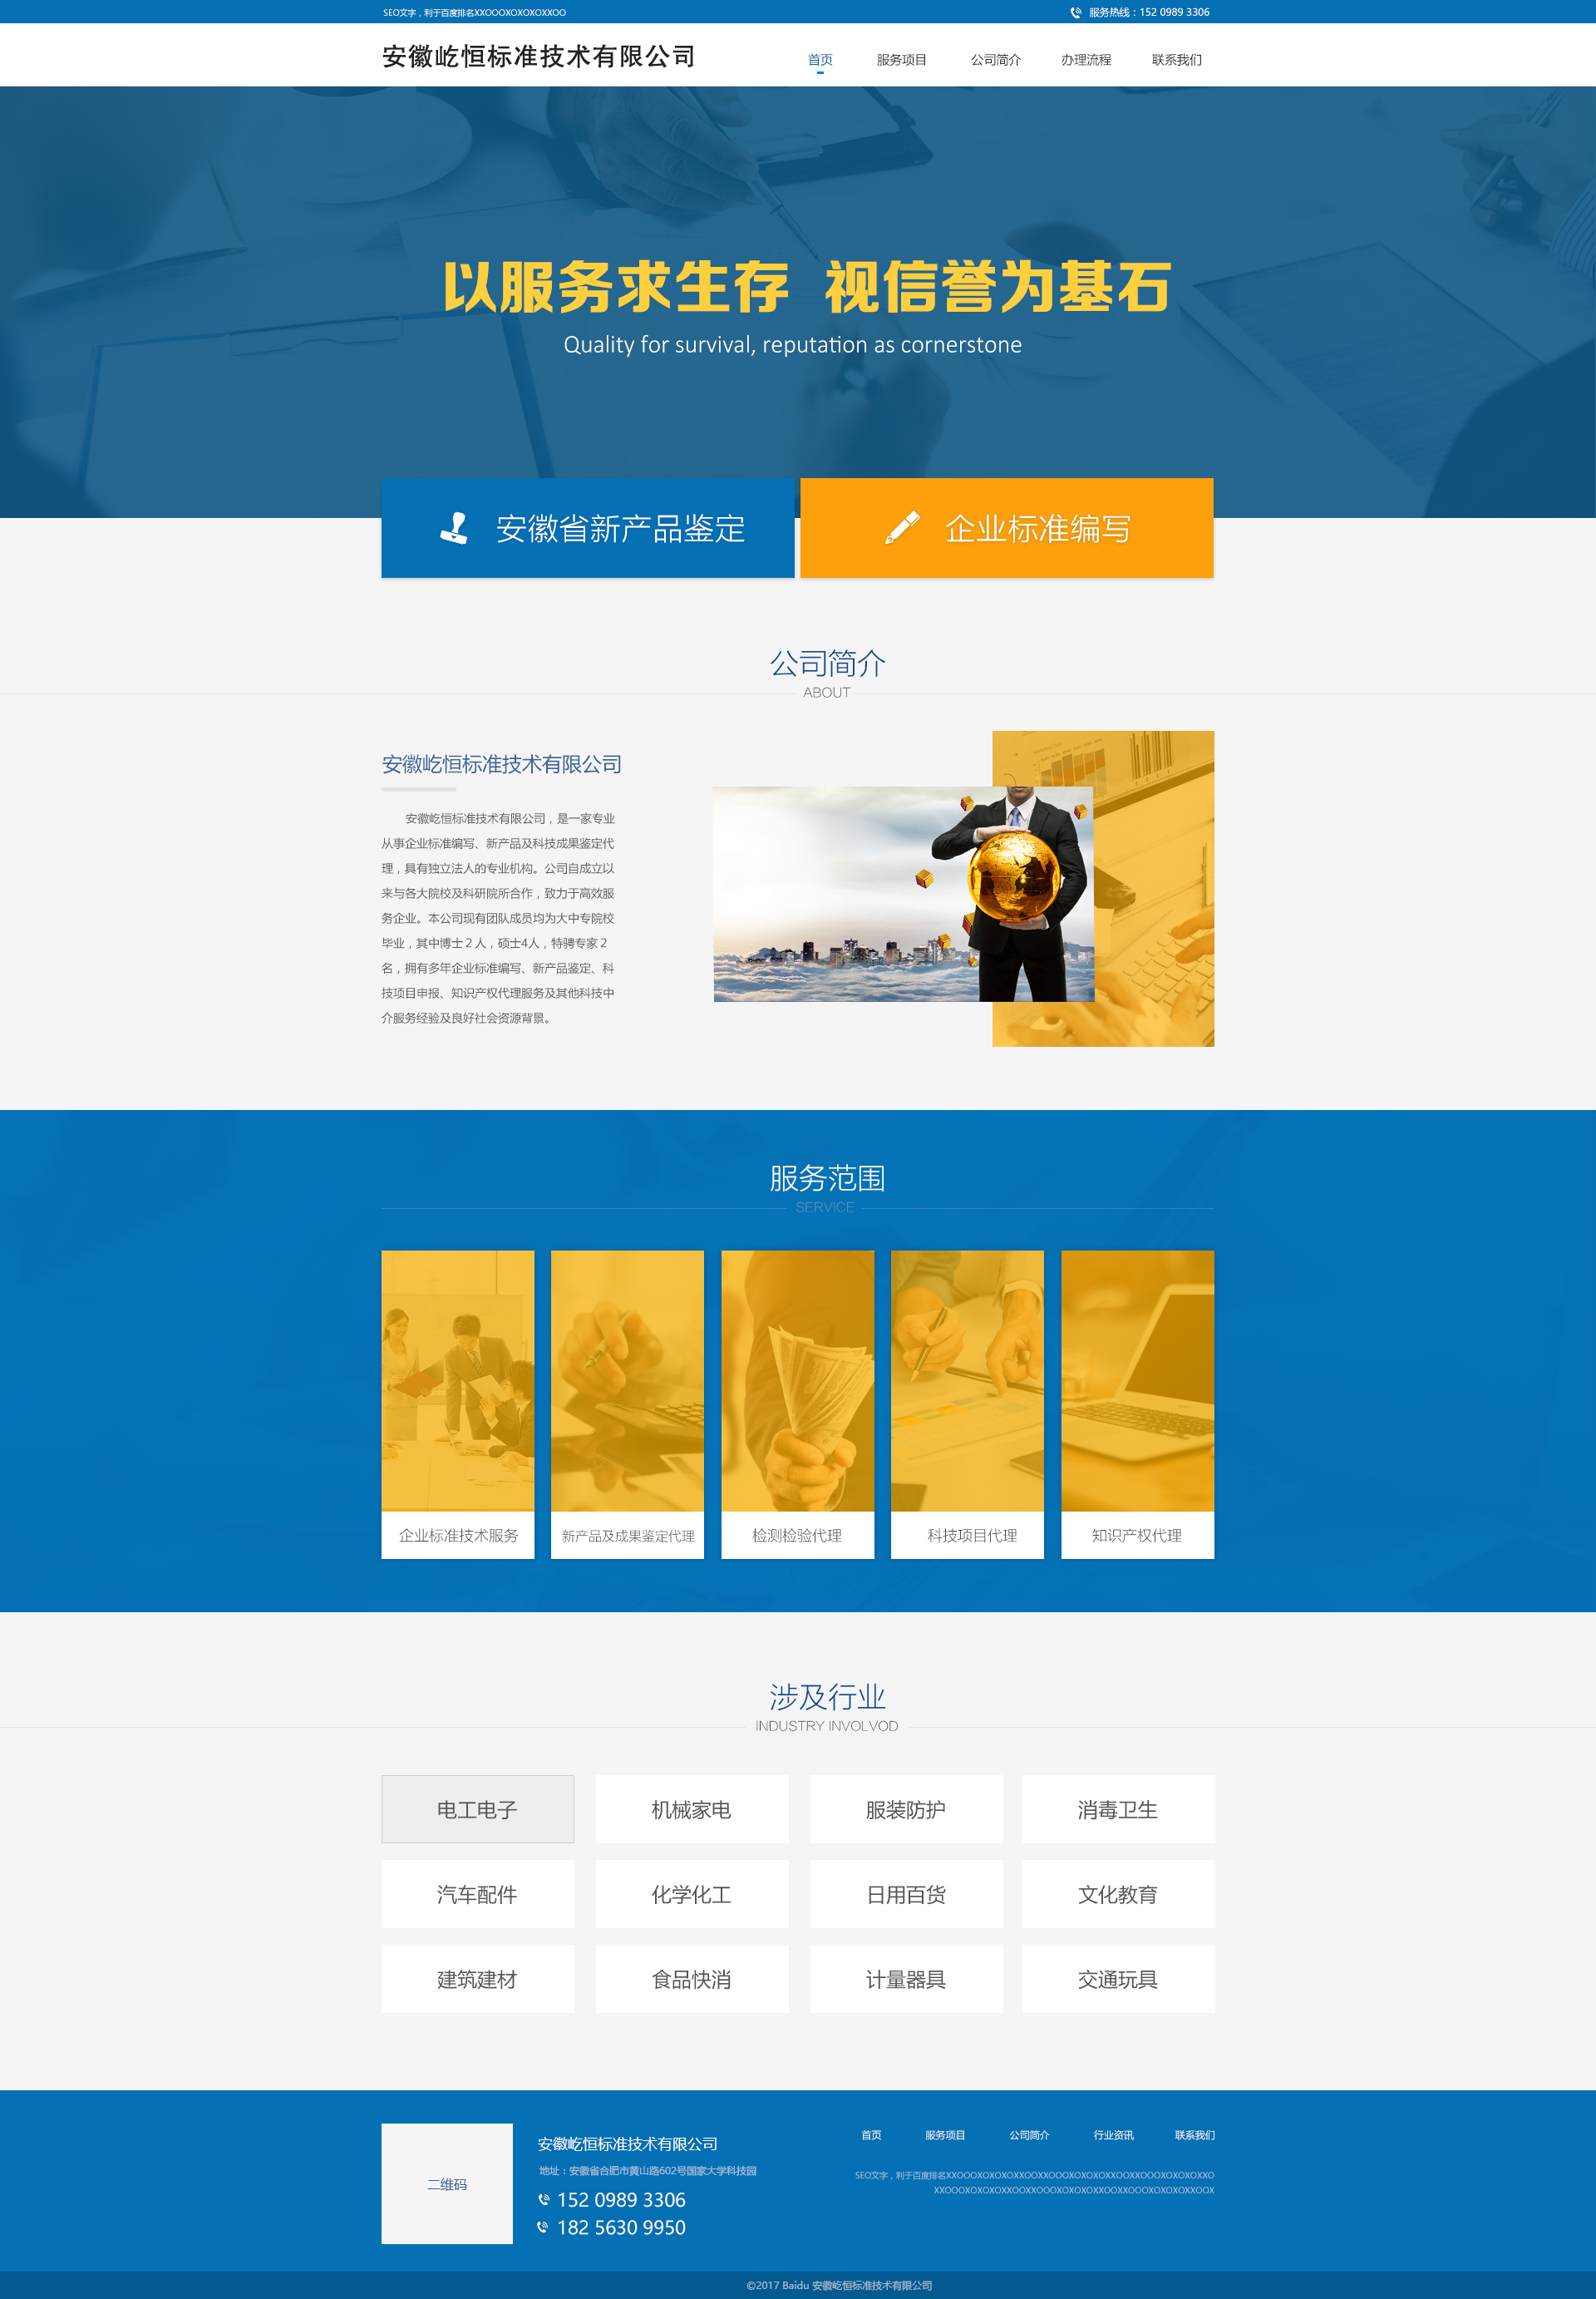 SEO文字，利于百度排名XXOOOXOXOXOXXOO
服务热线：152 0989 3306
安徽屹恒标准技术有限公司
首页 服务项目 公司简介 办理流程 联系我们
以服务求生存 视信誉为基石
Quality for survival, reputation as cornerstone
安徽省新产品鉴定
企业标准编写
公司简介
ABOUT
安徽屹恒标准技术有限公司
安徽屹恒标准技术有限公司，是一家专业
从事企业标准编写、新产品及科技成果鉴定代
理，具有独立法人的专业机构。公司自成立以
来与各大院校及科研院所合作，致力于高效服
务企业。本公司现有团队成员均为大中专院校
毕业，其中博士２人，硕士4人，特骋专家２
名，拥有多年企业标准编写、新产品鉴定、科
技项目申报、知识产权代理服务及其他科技中
介服务经验及良好社会资源背景。
服务范围
SERVICE
企业标准技术服务
新产品及成果鉴定代理
检测检验代理
科技项目代理
知识产权代理
涉及行业
INDUSTRY INVOLVOD
电工电子 机械家电 服装防护 消毒卫生
汽车配件 化学化工 日用百货 文化教育
建筑建材 食品快消 计量器具 交通玩具
二维码
安徽屹恒标准技术有限公司
地址：安徽省合肥市黄山路602号国家大学科技园
152 0989 3306
182 5630 9950
首页 服务项目 公司简介 行业资讯 联系我们
SEO文字，利于百度排名XXOOOXOXOXOXXOOXXOOOXOXOXOXXOOXXOOOXOXOXOXXO
XXOOOXOXOXOXXOOXXOOOXOXOXOXXOOXXOOOXOXOXOXXOOX
©2017 Baidu 安徽屹恒标准技术有限公司